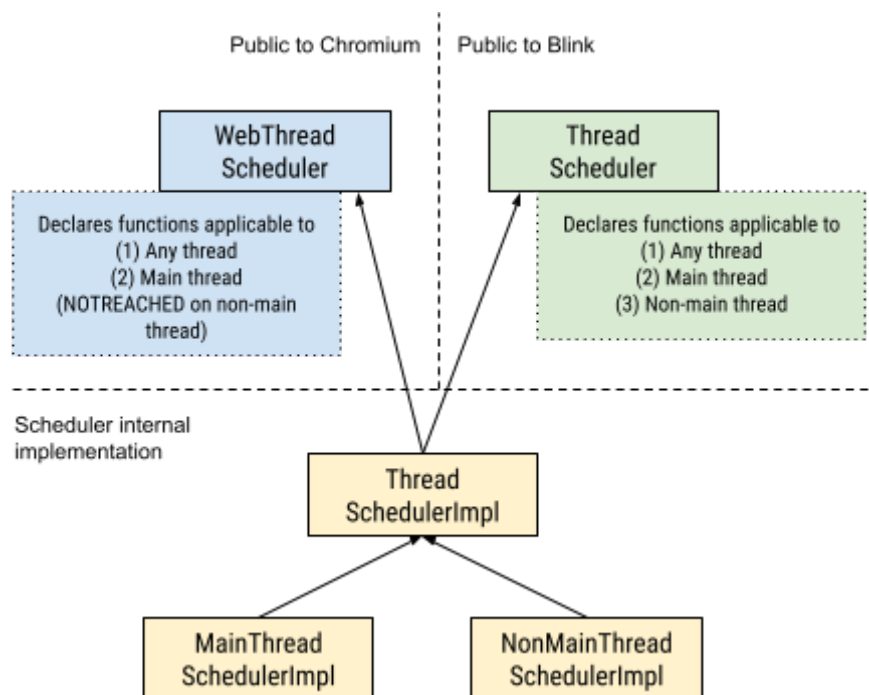 Public to Chromium
Public to Blink
WebThread
Scheduler
Thread
Scheduler
Declares functions applicable to
(1) Any thread
(2) Main thread
(NOTREACHED on non-main
thread)
Declares functions applicable to
(1) Any thread
(2) Main thread
(3) Non-main thread
Scheduler internal
implementation
Thread
SchedulerImpl
MainThread
SchedulerImpl
NonMainThread
SchedulerImpl